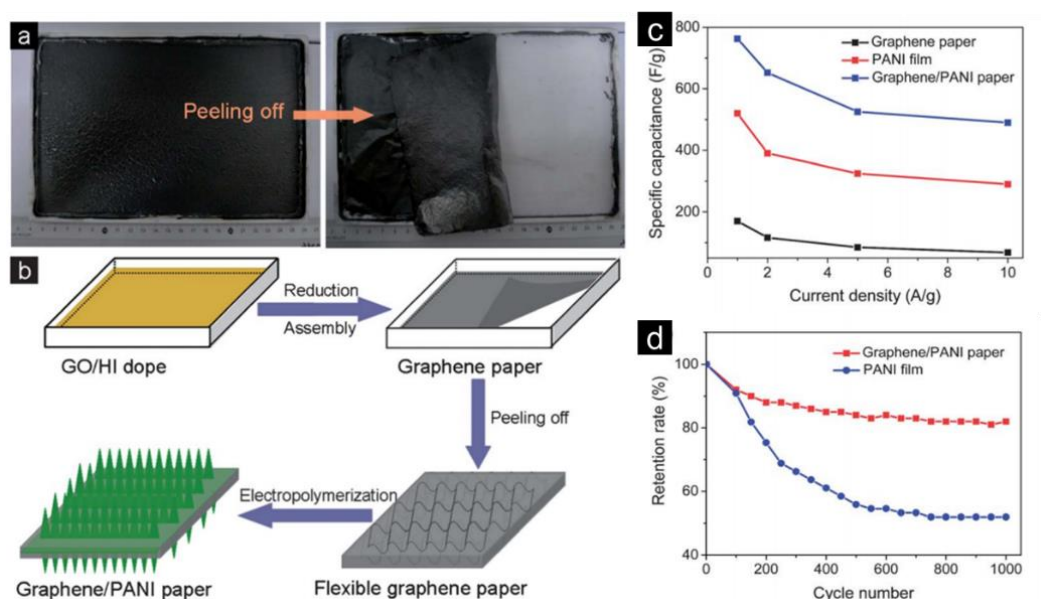 a
Peeling off
b
GO/HI dope
Reduction
Assembly
Graphene paper
Peeling off
Flexible graphene paper
Electropolymerization
Graphene/PANI paper
c
Specific capacitance (F/g)
800
600
400
200
0 2 4 6 8 10
Current density (A/g)
Graphene paper
PANI film
Graphene/PANI paper
d
Retention rate (%)
100
80
60
40
0 200 400 600 800 1000
Cycle number
Graphene/PANI paper
PANI film